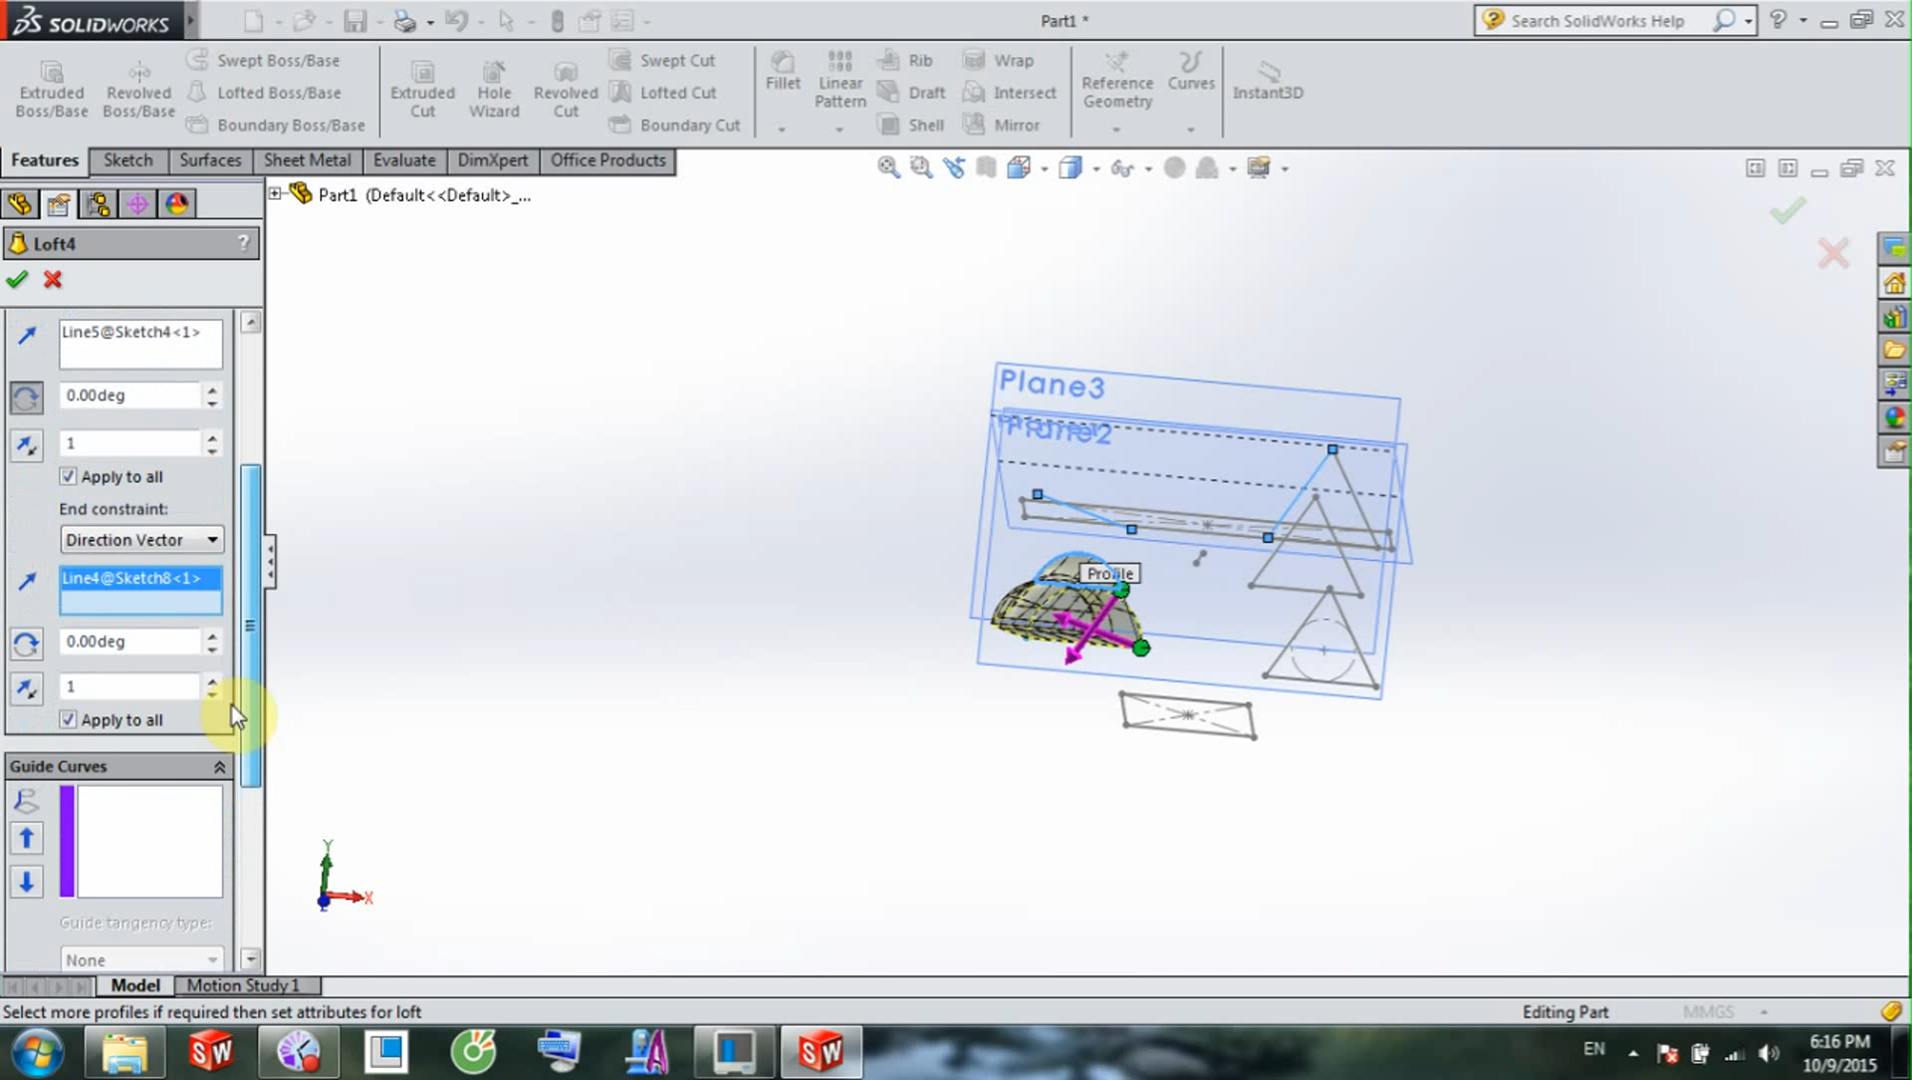 SOLIDWORKS
Part1 *
Search SolidWorks Help
Extruded Boss/Base
Revolved Boss/Base
Swept Boss/Base
Lofted Boss/Base
Boundary Boss/Base
Extruded Cut
Hole Wizard
Revolved Cut
Swept Cut
Lofted Cut
Boundary Cut
Fillet
Linear Pattern
Rib
Draft
Shell
Wrap
Intersect
Mirror
Reference Geometry
Curves
Instant3D
Features
Sketch
Surfaces
Sheet Metal
Evaluate
DimXpert
Office Products
Part1 (Default<<Default>_...
Loft4
?
Line5@Sketch4<1>
0.00deg
1
Apply to all
End constraint:
Direction Vector
Line4@Sketch8<1>
0.00deg
1
Apply to all
Guide Curves
Guide tangency type:
None
Plane3
Plane2
Profile
Y
X
Model
Motion Study 1
Select more profiles if required then set attributes for loft
Editing Part
MMGS
EN
6:16 PM
10/9/2015